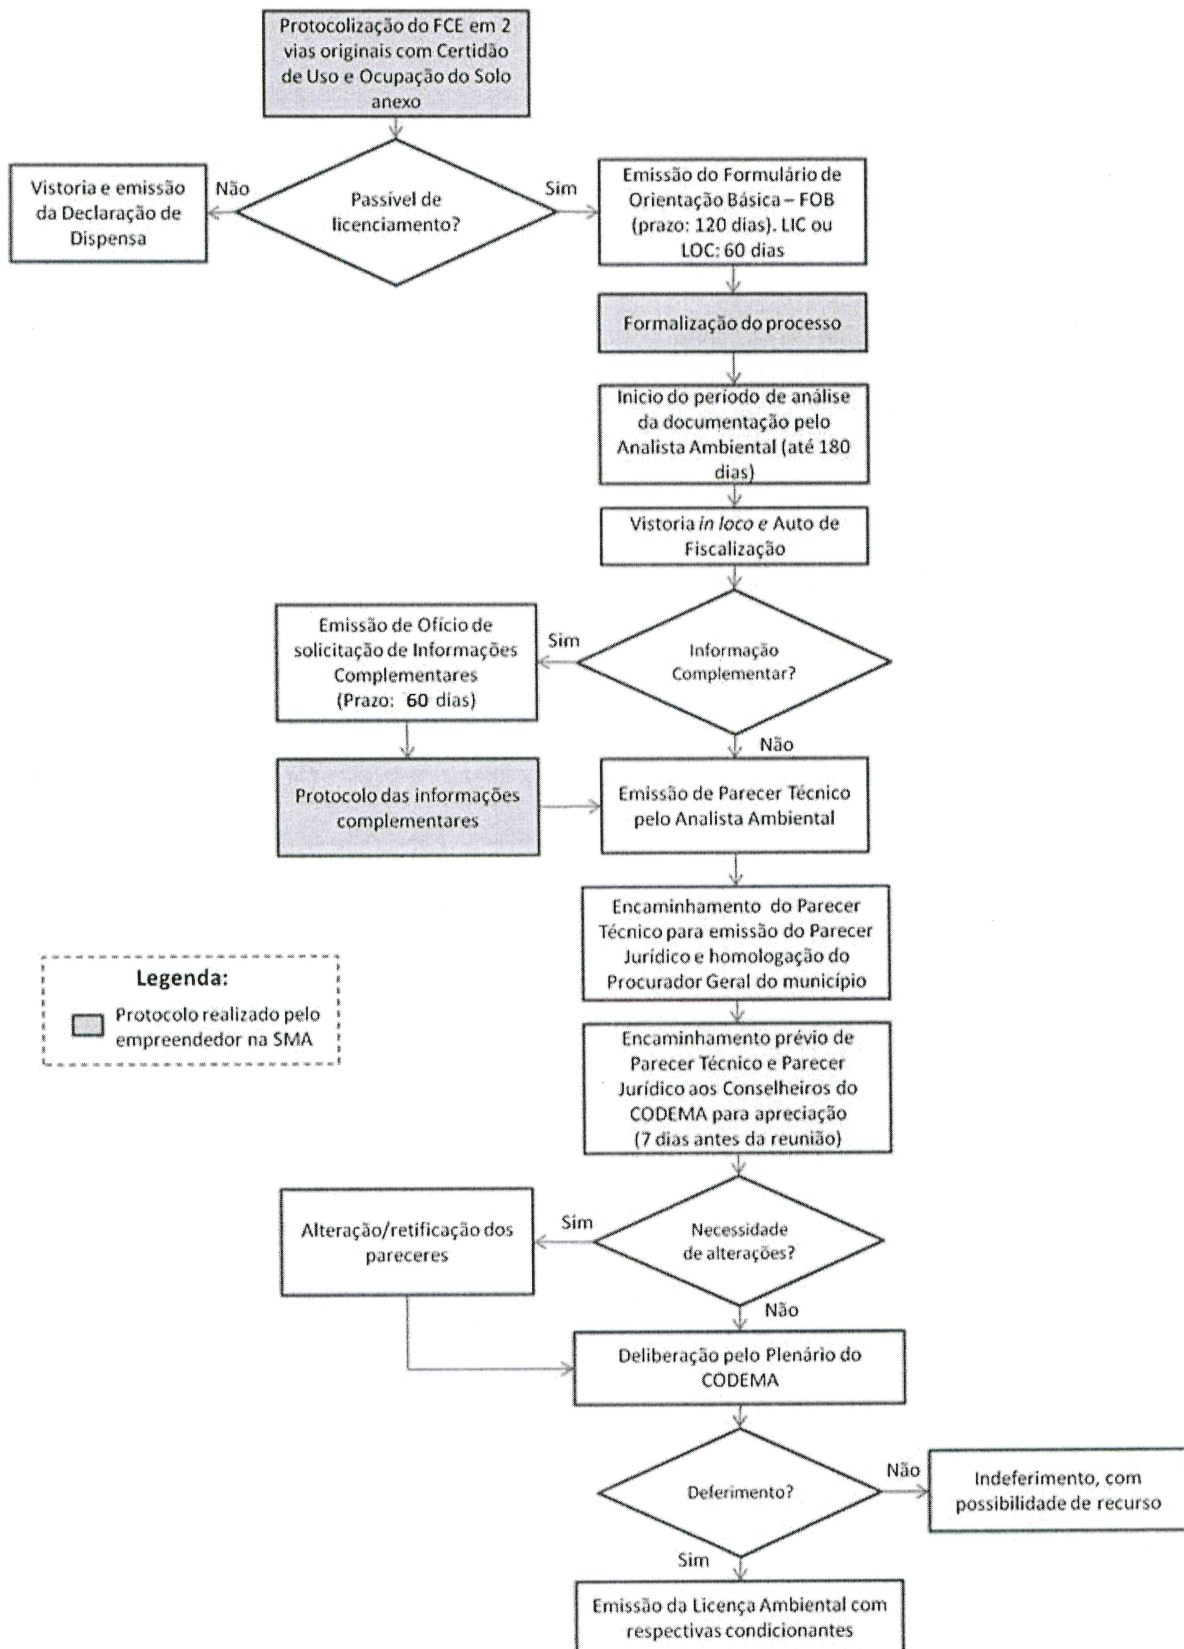 Protocolização do FCE em 2
vias originais com Certidão
de Uso e Ocupação do Solo
anexo
Passível de
licenciamento?
Não
Vistoria e emissão
da Declaração de
Dispensa
Sim
Emissão do Formulário de
Orientação Básica – FOB
(prazo: 120 dias). LIC ou
LOC: 60 dias
Formalização do processo
Inicio do período de análise
da documentação pelo
Analista Ambiental (até 180
dias)
Vistoria in loco e Auto de
Fiscalização
Informação
Complementar?
Sim
Emissão de Ofício de
solicitação de Informações
Complementares
(Prazo: 60 dias)
Protocolo das informações
complementares
Não
Emissão de Parecer Técnico
pelo Analista Ambiental
Encaminhamento do Parecer
Técnico para emissão do Parecer
Jurídico e homologação do
Procurador Geral do município
Legenda:
Protocolo realizado pelo
empreendedor na SMA
Encaminhamento prévio de
Parecer Técnico e Parecer
Jurídico aos Conselheiros do
CODEMA para apreciação
(7 dias antes da reunião)
Necessidade
de alterações?
Sim
Alteração/retificação dos
pareceres
Não
Deliberação pelo Plenário do
CODEMA
Deferimento?
Não
Indeferimento, com
possibilidade de recurso
Sim
Emissão da Licença Ambiental com
respectivas condicionantes